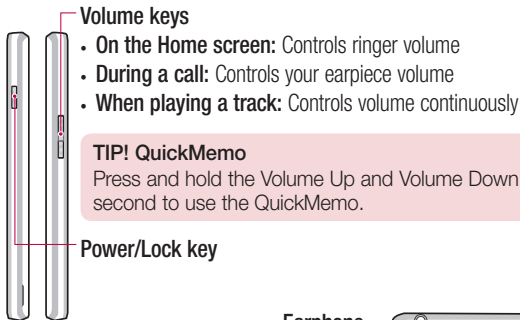 Volume keys
• On the Home screen: Controls ringer volume
• During a call: Controls your earpiece volume
• When playing a track: Controls volume continuously
TIP! QuickMemo
Press and hold the Volume Up and Volume Down
second to use the QuickMemo.
Power/Lock key
Earphone